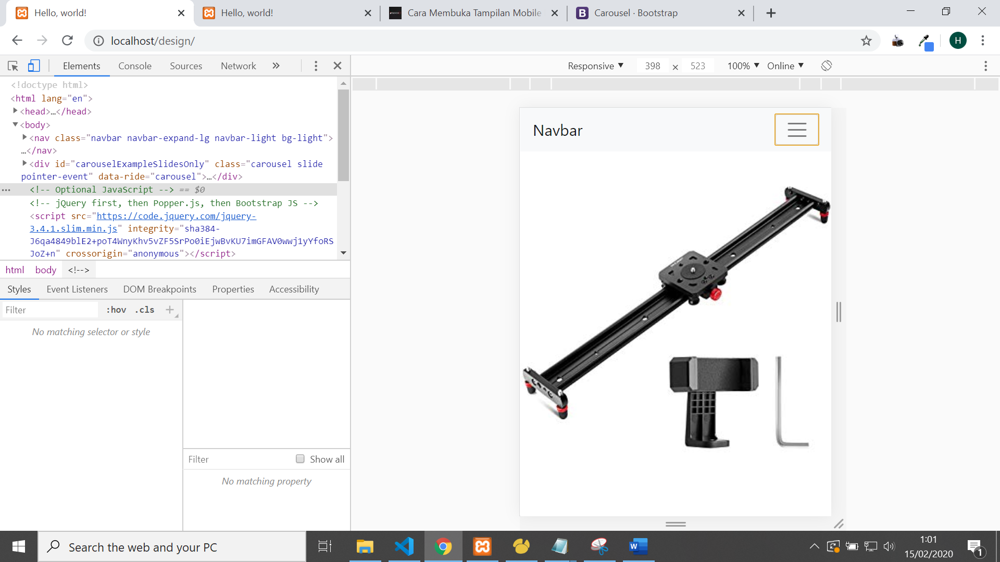 Hello, world!
Hello, world!
Cara Membuka Tampilan Mobile
Carousel · Bootstrap
localhost/design/
H
Elements
Console
Sources
Network
Responsive ▼
398 × 523
100% ▼
Online ▼
<!doctype html>
<html lang="en">
<head>…</head>
<body>
<nav class="navbar navbar-expand-lg navbar-light bg-light">
…</nav>
<div id="carouselExampleSlidesOnly" class="carousel slide
pointer-event" data-ride="carousel">…</div>
<!-- Optional JavaScript --> == $0
<!-- jQuery first, then Popper.js, then Bootstrap JS -->
<script src="https://code.jquery.com/jquery-
3.4.1.slim.min.js" integrity="sha384-
J6qa4849blE2+poT4WnyKhv5vZF5SrPo0iEjwBvKU7imGFAV0wwj1yYfoRS
JoZ+n" crossorigin="anonymous"></script>
html
body
<!-->
Styles
Event Listeners
DOM Breakpoints
Properties
Accessibility
Filter
:hov
.cls
No matching selector or style
Filter
Show all
No matching property
Navbar
Search the web and your PC
1:01
15/02/2020
1